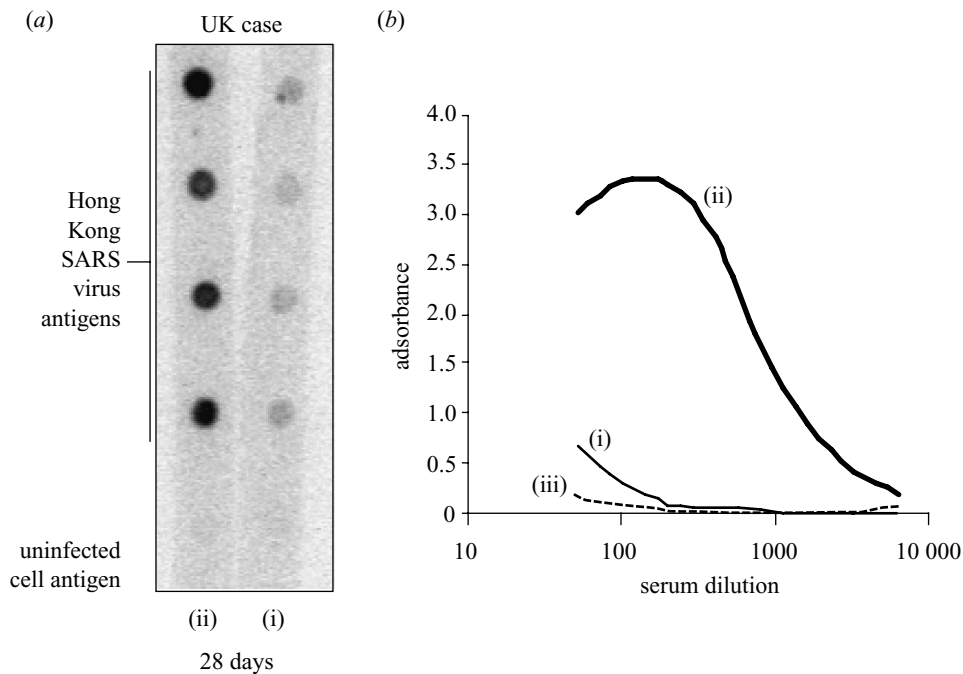 (a)
UK case
Hong
Kong
SARS
virus
antigens
uninfected
cell antigen
(ii)
(i)
28 days
(b)
4.0
3.5
3.0
2.5
2.0
1.5
1.0
0.5
0
adsorbance
(ii)
(i)
(iii)
10
100
1000
10 000
serum dilution